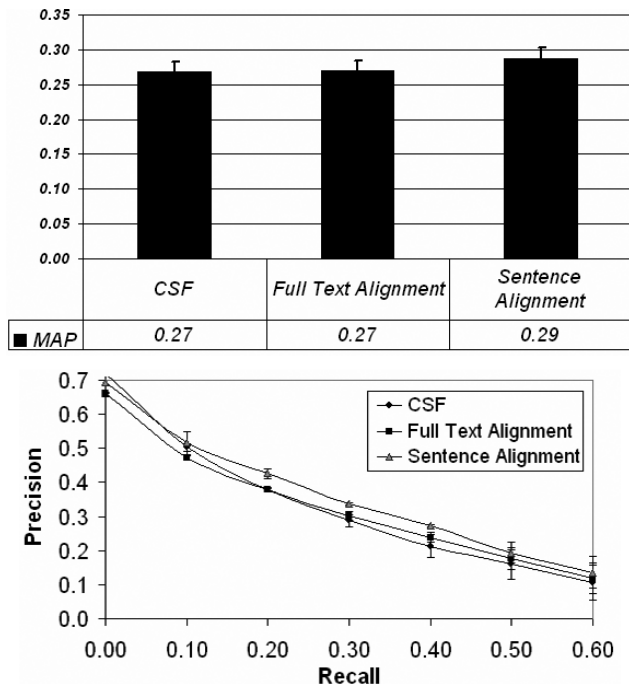 0.35
0.30
0.25
0.20
0.15
0.10
0.05
0.00
CSF
Full Text Alignment
Sentence
Alignment
MAP 0.27 0.27 0.29
0.7
0.6
0.5
0.4
0.3
0.2
0.1
0.0
Precision
CSF
Full Text Alignment
Sentence Alignment
0.00 0.10 0.20 0.30 0.40 0.50 0.60
Recall